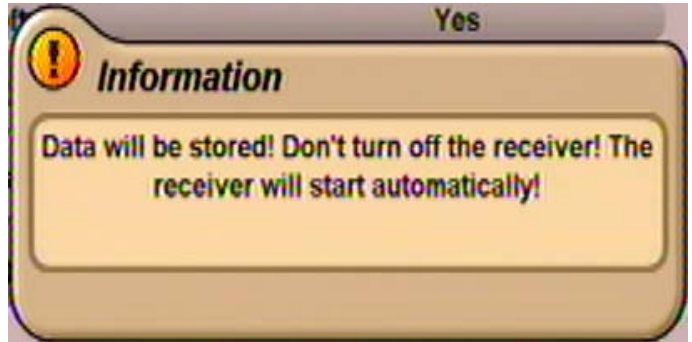 Yes
Information
Data will be stored! Don't turn off the receiver! The
receiver will start automatically!